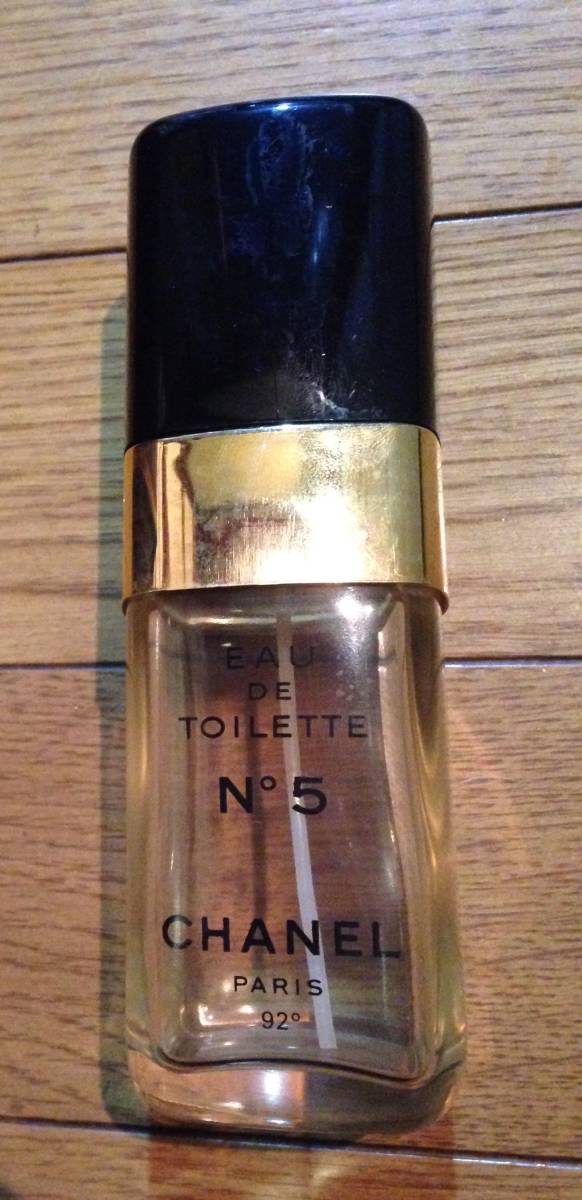 EAU
DE
TOILETTE
N° 5
CHANEL
PARIS
92°